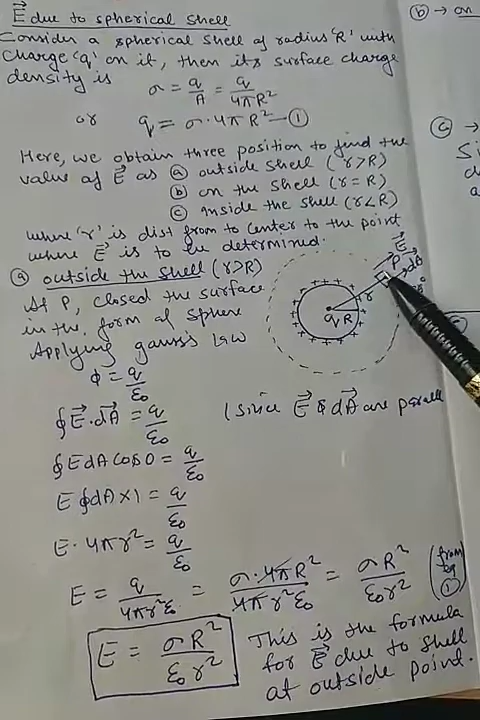 E⃗ due to spherical shell
Consider a spherical shell of radius 'R' with
charge 'q' on it, then its surface charge
density is
σ = q/A = q/4πR²
or q = σ·4πR² — ①
Here, we obtain three position to find the
value of E⃗ as ⓐ outside shell (r>R)
ⓑ on the shell (r=R)
ⓒ inside the shell (r<R)
where 'r' is dist from to center to the point
where E⃗ is to be determined.
ⓐ outside the shell (r>R)
At P, closed the surface
in the form of sphere
Applying gauss law
ϕ = q/ε₀
∮E⃗·dA⃗ = q/ε₀
(since E⃗ & dA⃗ are parall
∮E dA cos0 = q/ε₀
E∮dA×1 = q/ε₀
E·4πr² = q/ε₀
E = q/4πr²ε₀ = σ·4πR²/4πr²ε₀ = σR²/ε₀r² (from eq ①)
E = σR²/ε₀r²
This is the formula
for E⃗ due to shell
at outside point.
E⃗
P
dA⃗
r
q R
ⓑ → on
ⓒ →